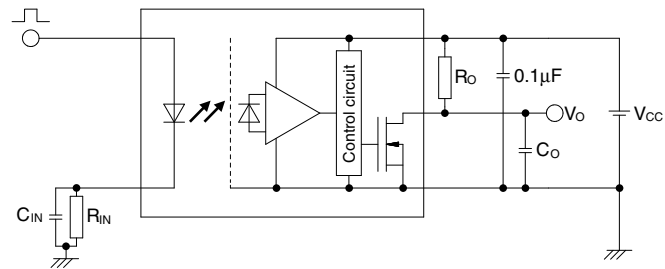 Control circuit
RO
0.1μF
VO
VCC
CO
CIN
RIN